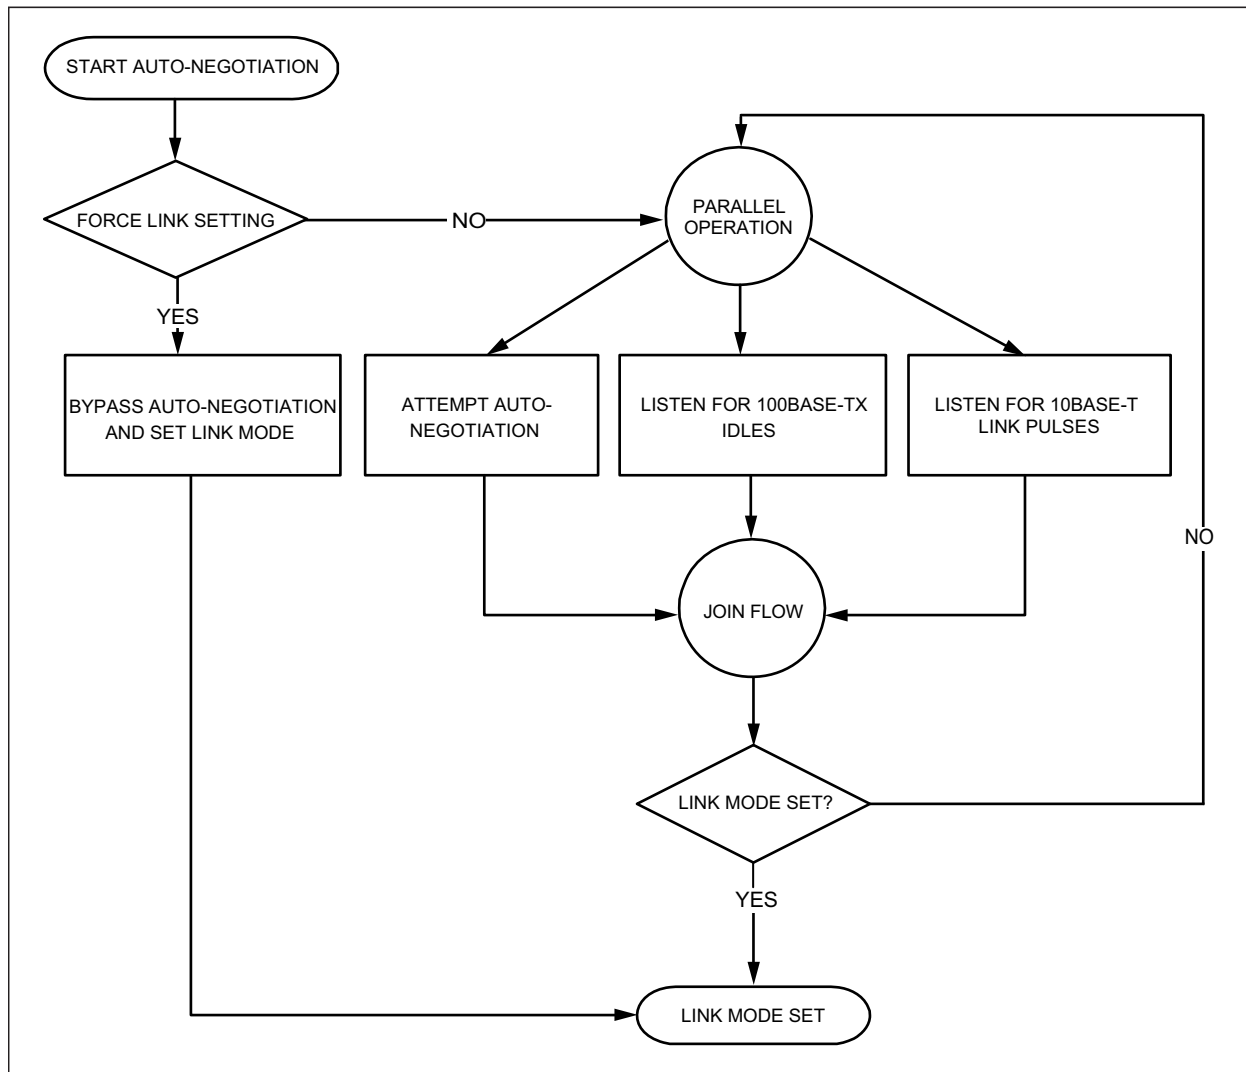 START AUTO-NEGOTIATION
FORCE LINK SETTING
NO
PARALLEL
OPERATION
YES
BYPASS AUTO-NEGOTIATION
AND SET LINK MODE
ATTEMPT AUTO-
NEGOTIATION
LISTEN FOR 100BASE-TX
IDLES
LISTEN FOR 10BASE-T
LINK PULSES
NO
JOIN FLOW
LINK MODE SET?
YES
LINK MODE SET